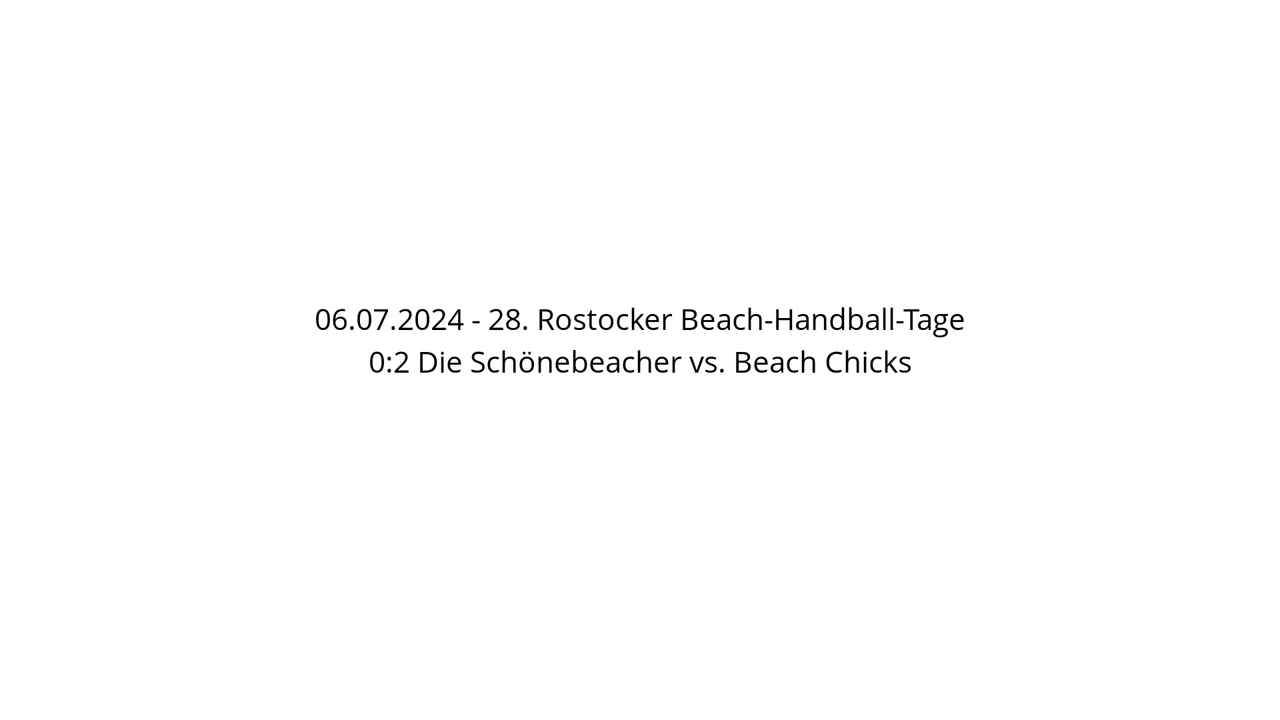 06.07.2024 - 28. Rostocker Beach-Handball-Tage
0:2 Die Schönebeacher vs. Beach Chicks